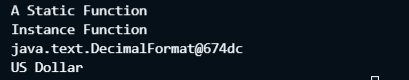 A Static Function
Instance Function
java.text.DecimalFormat@674dc
US Dollar